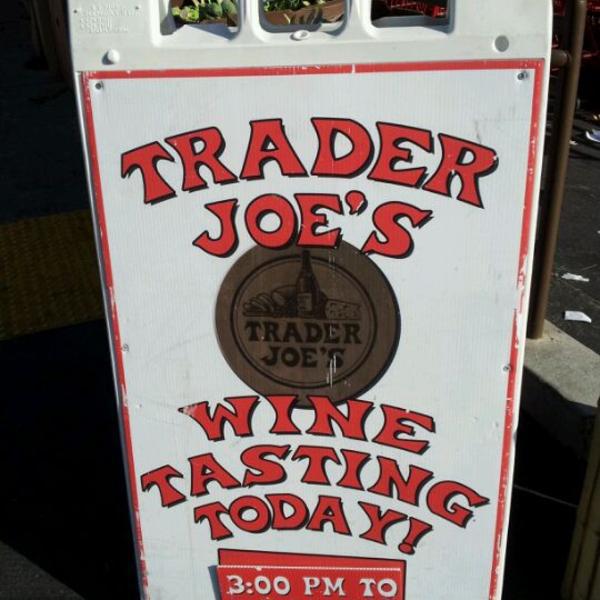 TRADER
JOE'S
TRADER
JOE'S
WINE
TASTING
TODAY!
3:00 PM TO